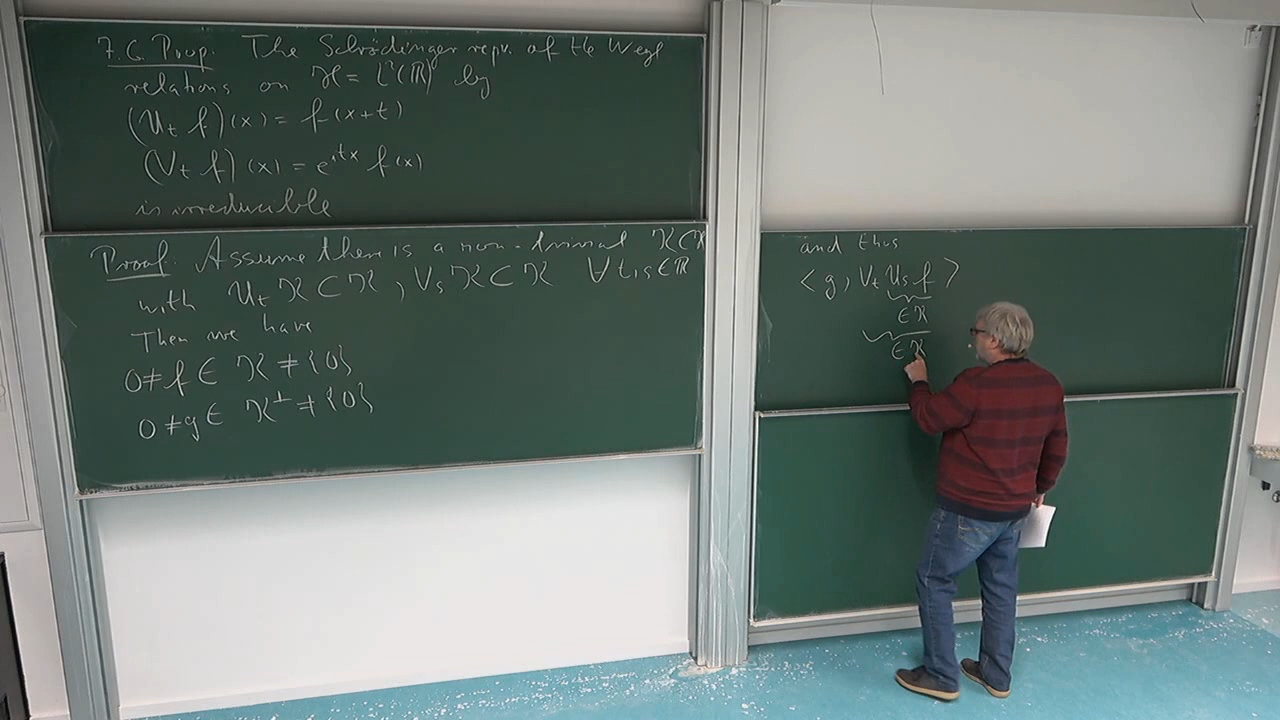 7.6. Prop. The Schrödinger repr. of the Weyl
relations on ℋ = L²(ℝ) by
(U_t f)(x) = f(x+t)
(V_t f)(x) = e^{itx} f(x)
is irreducible
Proof. Assume there is a non-trivial 𝒦 ⊂ ℋ
with U_t 𝒦 ⊂ 𝒦, V_s 𝒦 ⊂ 𝒦 ∀ t,s ∈ ℝ
Then we have
0 ≠ f ∈ 𝒦 ≠ {0}
0 ≠ g ∈ 𝒦^⊥ ≠ {0}
and thus
< g, V_t U_s f >
∈ 𝒦
∈ 𝒦